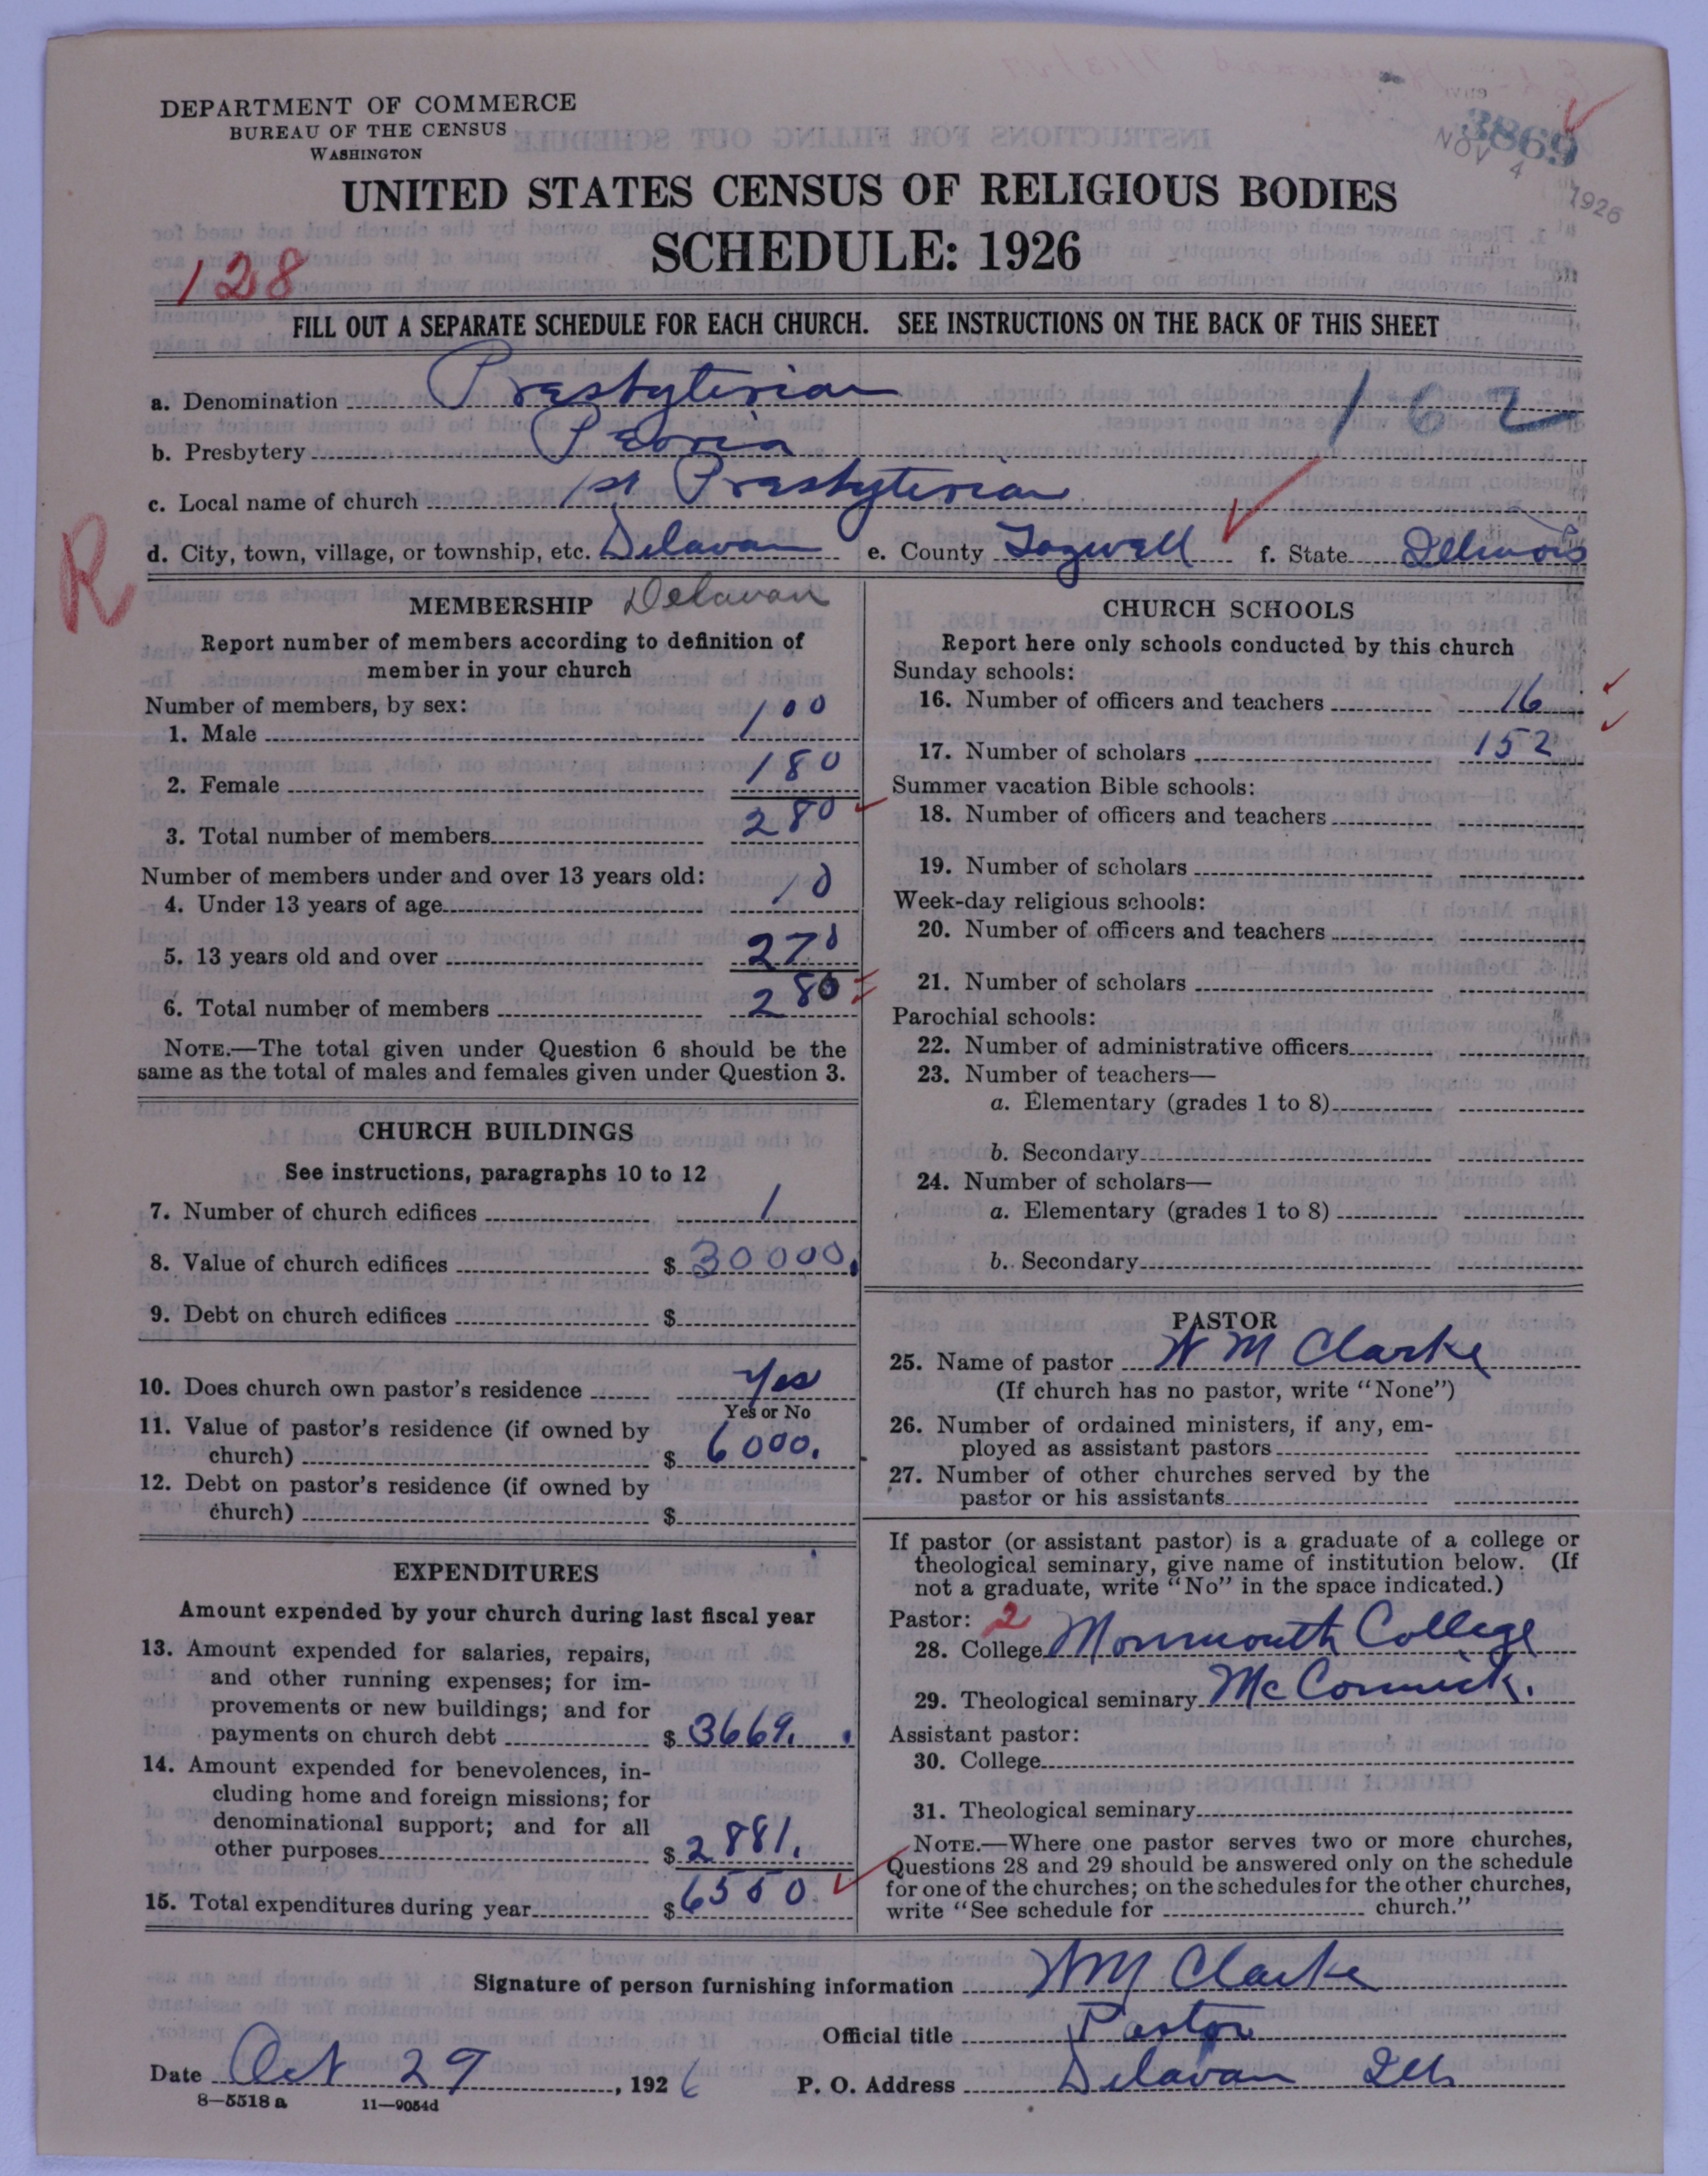 DEPARTMENT OF COMMERCE
BUREAU OF THE CENSUS
WASHINGTON
3869
NOV 4 1926
UNITED STATES CENSUS OF RELIGIOUS BODIES
SCHEDULE: 1926
128
FILL OUT A SEPARATE SCHEDULE FOR EACH CHURCH. SEE INSTRUCTIONS ON THE BACK OF THIS SHEET
a. Denomination Presbyterian
162
b. Presbytery Peoria
c. Local name of church 1st Presbyterian
d. City, town, village, or township, etc. Delavan e. County Tazwell f. State Illinois
R
MEMBERSHIP Delavan
Report number of members according to definition of
member in your church
Number of members, by sex:
1. Male 100
2. Female 180
3. Total number of members 280
Number of members under and over 13 years old:
4. Under 13 years of age 10
5. 13 years old and over 270
6. Total number of members 280
NOTE.—The total given under Question 6 should be the
same as the total of males and females given under Question 3.
CHURCH BUILDINGS
See instructions, paragraphs 10 to 12
7. Number of church edifices 1
8. Value of church edifices $ 30000.
9. Debt on church edifices $
10. Does church own pastor's residence Yes
Yes or No
11. Value of pastor's residence (if owned by
church) $ 6000.
12. Debt on pastor's residence (if owned by
church) $
EXPENDITURES
Amount expended by your church during last fiscal year
13. Amount expended for salaries, repairs,
and other running expenses; for im-
provements or new buildings; and for
payments on church debt $ 3669.
14. Amount expended for benevolences, in-
cluding home and foreign missions; for
denominational support; and for all
other purposes $ 2881.
15. Total expenditures during year $ 6550
CHURCH SCHOOLS
Report here only schools conducted by this church
Sunday schools:
16. Number of officers and teachers 16
17. Number of scholars 152
Summer vacation Bible schools:
18. Number of officers and teachers
19. Number of scholars
Week-day religious schools:
20. Number of officers and teachers
21. Number of scholars
Parochial schools:
22. Number of administrative officers
23. Number of teachers—
a. Elementary (grades 1 to 8)
b. Secondary
24. Number of scholars—
a. Elementary (grades 1 to 8)
b. Secondary
PASTOR
25. Name of pastor W M Clarke
(If church has no pastor, write "None")
26. Number of ordained ministers, if any, em-
ployed as assistant pastors
27. Number of other churches served by the
pastor or his assistants
If pastor (or assistant pastor) is a graduate of a college or
theological seminary, give name of institution below. (If
not a graduate, write "No" in the space indicated.)
Pastor: 2
28. College Monmouth College
29. Theological seminary McCormick.
Assistant pastor:
30. College
31. Theological seminary
NOTE.—Where one pastor serves two or more churches,
Questions 28 and 29 should be answered only on the schedule
for one of the churches; on the schedules for the other churches,
write "See schedule for church."
Signature of person furnishing information W M Clarke
Official title Pastor
Date Oct 29, 1926 P. O. Address Delavan Ills
8—5518 a 11—9054d